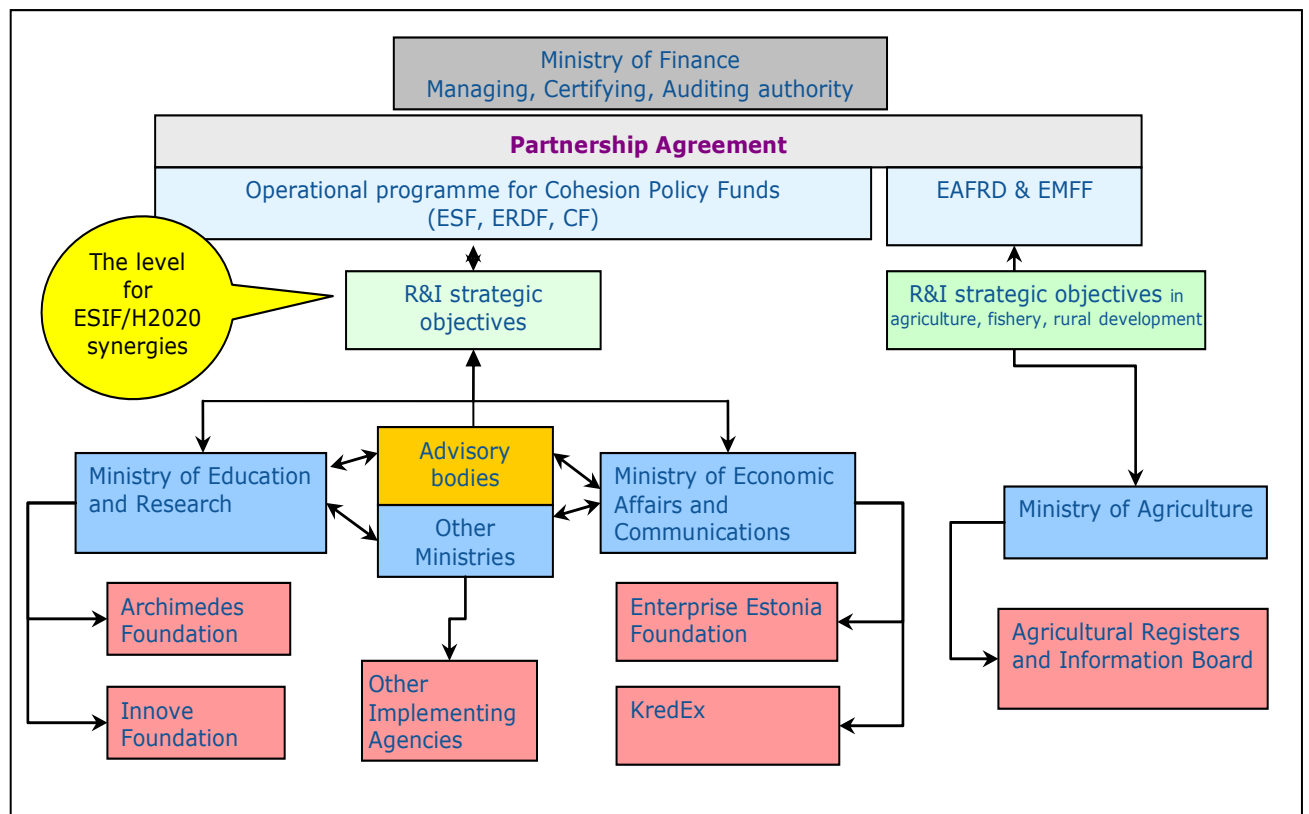 Ministry of Finance
Managing, Certifying, Auditing authority
Partnership Agreement
Operational programme for Cohesion Policy Funds
(ESF, ERDF, CF)
EAFRD & EMFF
The level
for
ESIF/H2020
synergies
R&I strategic
objectives
R&I strategic objectives in
agriculture, fishery, rural development
Ministry of Education
and Research
Advisory
bodies
Other
Ministries
Ministry of Economic
Affairs and
Communications
Ministry of Agriculture
Archimedes
Foundation
Innove
Foundation
Other
Implementing
Agencies
Enterprise Estonia
Foundation
KredEx
Agricultural Registers
and Information Board